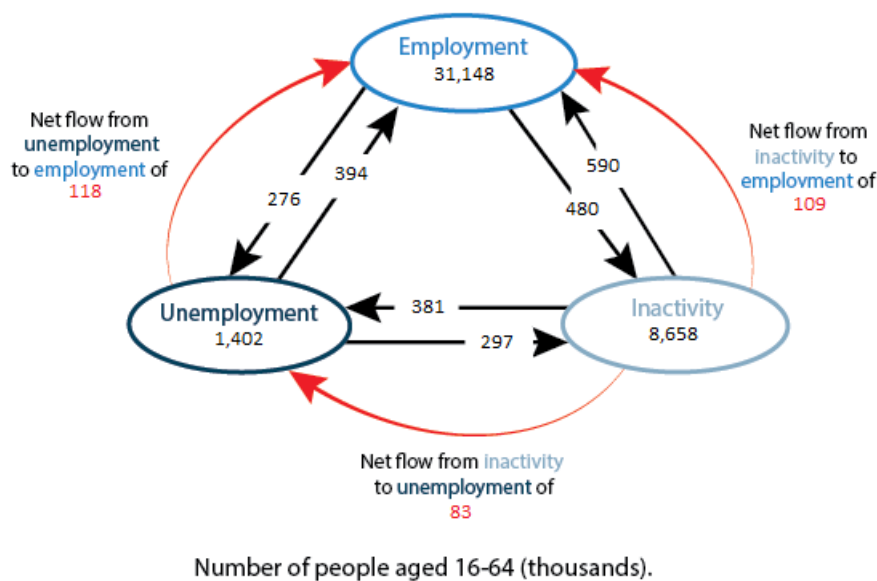 Employment
31,148
Net flow from
unemployment
to employment of
118
Net flow from
inactivity to
employment of
109
276
394
480
590
Unemployment
1,402
381
297
Inactivity
8,658
Net flow from inactivity
to unemployment of
83
Number of people aged 16-64 (thousands).